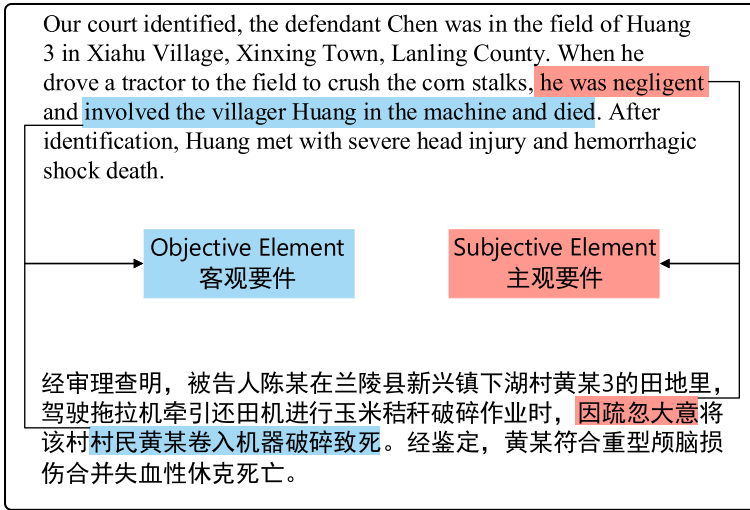 Our court identified, the defendant Chen was in the field of Huang
3 in Xiahu Village, Xinxing Town, Lanling County. When he
drove a tractor to the field to crush the corn stalks, he was negligent
and involved the villager Huang in the machine and died. After
identification, Huang met with severe head injury and hemorrhagic
shock death.
Objective Element
客观要件
Subjective Element
主观要件
经审理查明，被告人陈某在兰陵县新兴镇下湖村黄某3的田地里，
驾驶拖拉机牵引还田机进行玉米秸秆破碎作业时，因疏忽大意将
该村村民黄某卷入机器破碎致死。经鉴定，黄某符合重型颅脑损
伤合并失血性休克死亡。